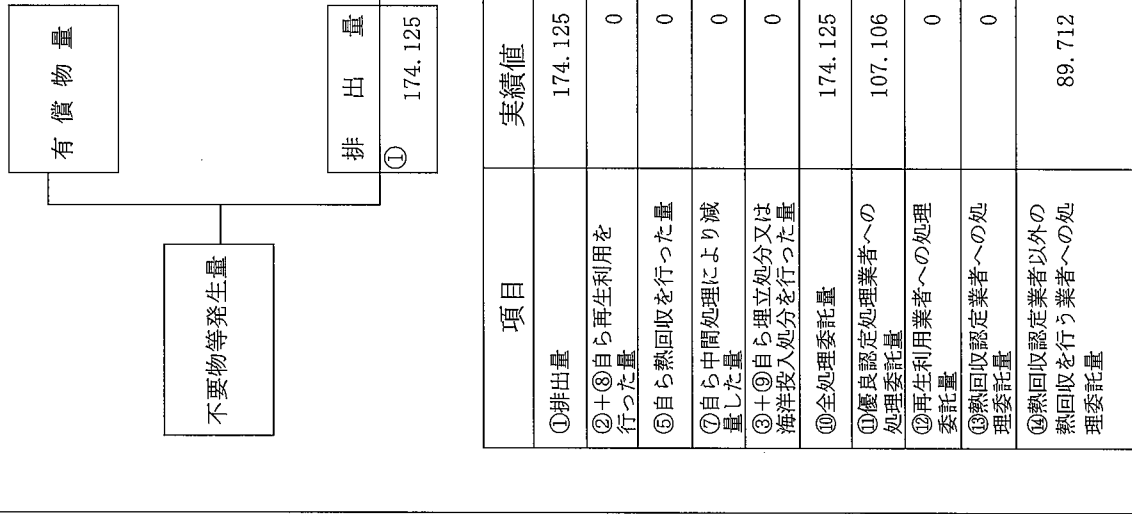 有償物量
不要物等発生量
排出量
① 174.125
項目 実績値
①排出量 174.125
②+⑧自ら再生利用を
行った量 0
⑤自ら熱回収を行った量 0
⑦自ら中間処理により減
量した量 0
③+⑨自ら埋立処分又は
海洋投入処分を行った量 0
⑩全処理委託量 174.125
⑪優良認定処理業者への
処理委託量 107.106
⑫再生利用業者への処理
委託量 0
⑬熱回収認定業者への処
理委託量 0
⑭熱回収認定業者以外の
熱回収を行う業者への処
理委託量 89.712